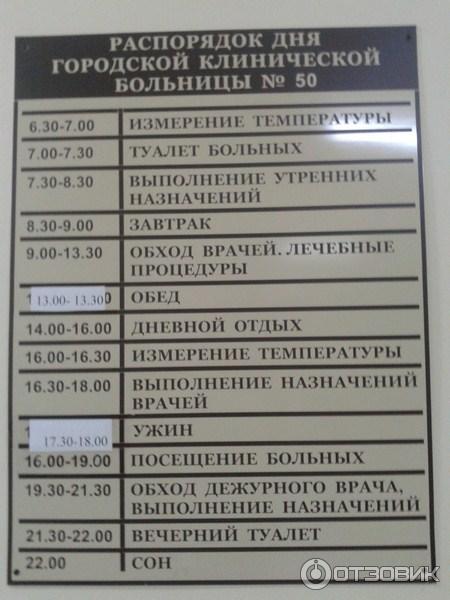 РАСПОРЯДОК ДНЯ
ГОРОДСКОЙ КЛИНИЧЕСКОЙ
БОЛЬНИЦЫ № 50
6.30-7.00 ИЗМЕРЕНИЕ ТЕМПЕРАТУРЫ
7.00-7.30 ТУАЛЕТ БОЛЬНЫХ
7.30-8.30 ВЫПОЛНЕНИЕ УТРЕННИХ
НАЗНАЧЕНИЙ
8.30-9.00 ЗАВТРАК
9.00-13.30 ОБХОД ВРАЧЕЙ. ЛЕЧЕБНЫЕ
ПРОЦЕДУРЫ
13.00- 13.30 ОБЕД
14.00-16.00 ДНЕВНОЙ ОТДЫХ
16.00-16.30 ИЗМЕРЕНИЕ ТЕМПЕРАТУРЫ
16.30-18.00 ВЫПОЛНЕНИЕ НАЗНАЧЕНИЙ
ВРАЧЕЙ
17.30-18.00 УЖИН
16.00-19.00 ПОСЕЩЕНИЕ БОЛЬНЫХ
19.30-21.30 ОБХОД ДЕЖУРНОГО ВРАЧА,
ВЫПОЛНЕНИЕ НАЗНАЧЕНИЙ
21.30-22.00 ВЕЧЕРНИЙ ТУАЛЕТ
22.00 СОН
ОТЗОВИК